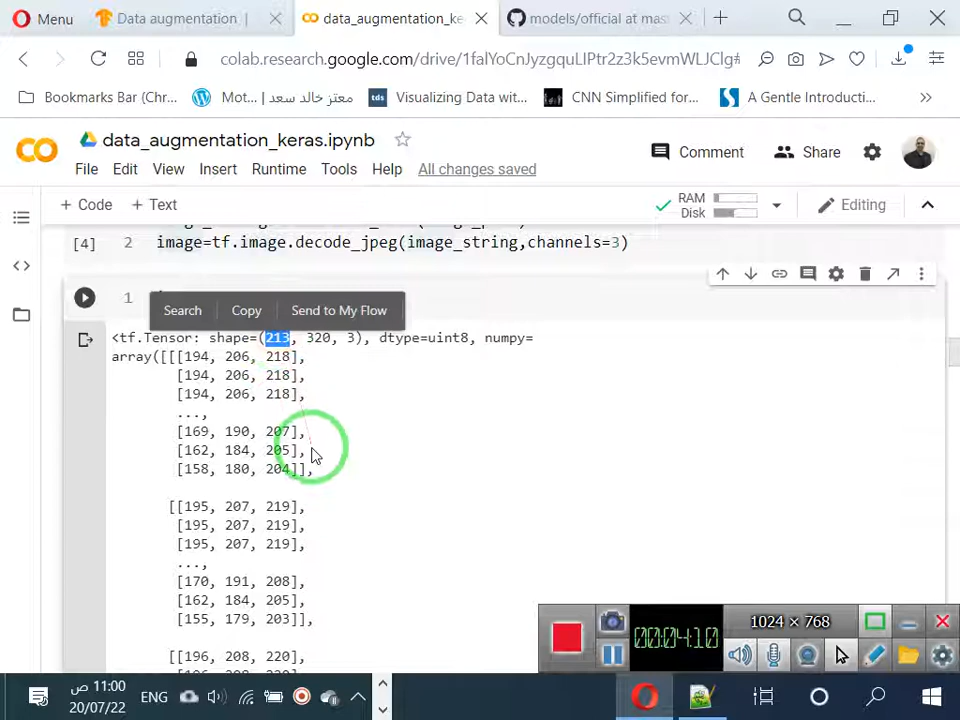 Menu
Data augmentation |
data_augmentation_ke
models/official at mas
colab.research.google.com/drive/1falYoCnJyzgquLIPtr2z3k5evmWLJClg#
Bookmarks Bar (Chr...
Mot... | معتز خالد سعد
tds
Visualizing Data wit...
CNN Simplified for...
A Gentle Introducti...
data_augmentation_keras.ipynb
File Edit View Insert Runtime Tools Help All changes saved
Comment
Share
+ Code + Text
RAM
Disk
Editing
[4] 2 image=tf.image.decode_jpeg(image_string,channels=3)
1
Search Copy Send to My Flow
<tf.Tensor: shape=(213, 320, 3), dtype=uint8, numpy=
array([[[194, 206, 218],
[194, 206, 218],
[194, 206, 218],
...,
[169, 190, 207],
[162, 184, 205],
[158, 180, 204]],
[[195, 207, 219],
[195, 207, 219],
[195, 207, 219],
...,
[170, 191, 208],
[162, 184, 205],
[155, 179, 203]],
[[196, 208, 220],
00:04:10
1024 × 768
11:00 ص
20/07/22
ENG